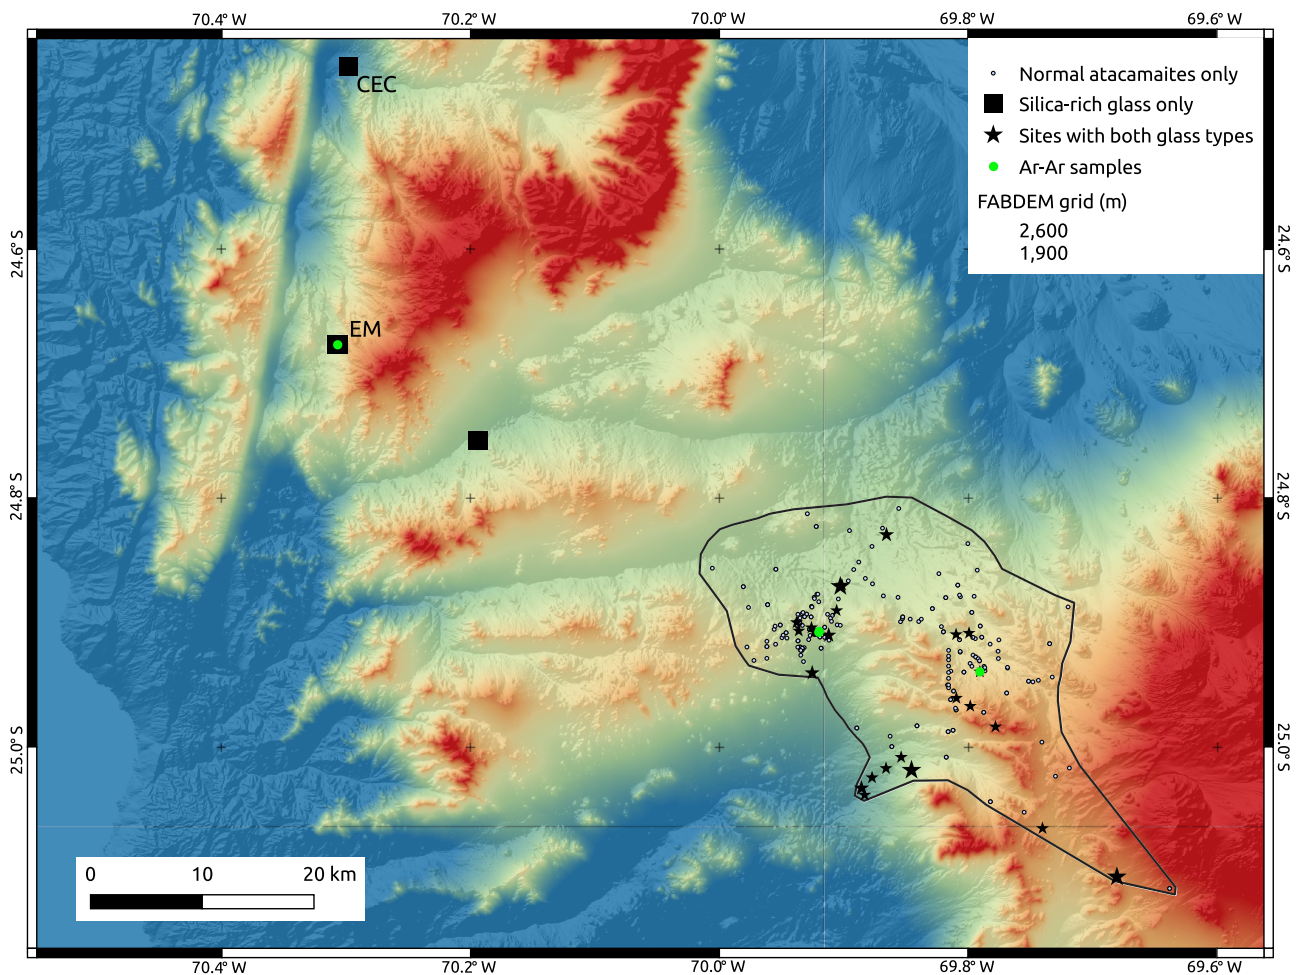 70.4° W 70.2° W 70.0° W 69.8° W 69.6° W
CEC
Normal atacamaites only
Silica-rich glass only
Sites with both glass types
Ar-Ar samples
FABDEM grid (m)
2,600
1,900
24.6° S
24.6° S
EM
24.8° S
24.8° S
25.0° S
25.0° S
0 10 20 km
70.4° W 70.2° W 70.0° W 69.8° W 69.6° W